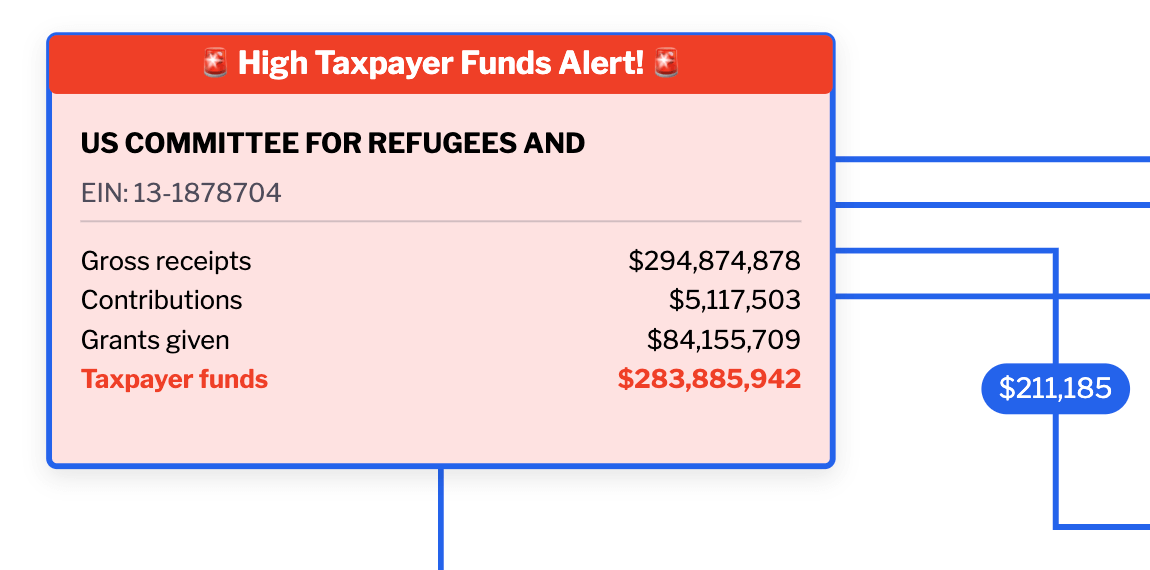 🚨 High Taxpayer Funds Alert! 🚨
US COMMITTEE FOR REFUGEES AND
EIN: 13-1878704
Gross receipts $294,874,878
Contributions $5,117,503
Grants given $84,155,709
Taxpayer funds $283,885,942
$211,185